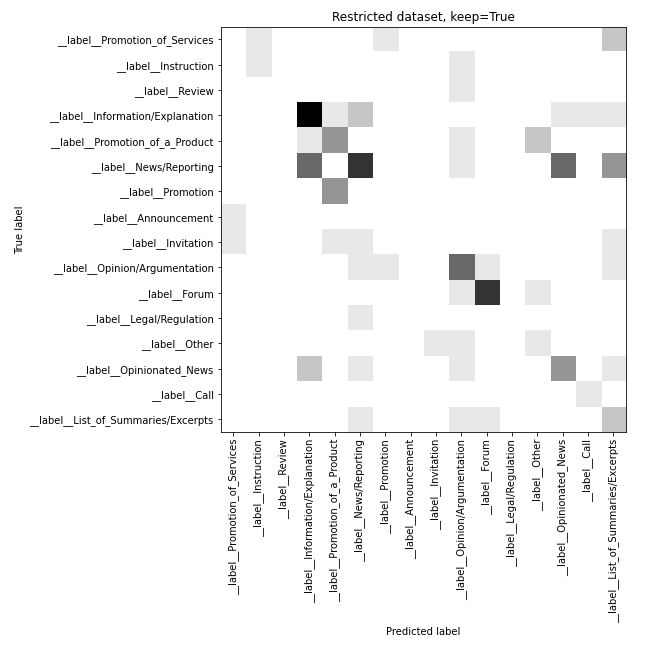 Restricted dataset, keep=True
__label__Promotion_of_Services
__label__Instruction
__label__Review
__label__Information/Explanation
__label__Promotion_of_a_Product
__label__News/Reporting
__label__Promotion
__label__Announcement
__label__Invitation
__label__Opinion/Argumentation
__label__Forum
__label__Legal/Regulation
__label__Other
__label__Opinionated_News
__label__Call
__label__List_of_Summaries/Excerpts
True label
__label__Promotion_of_Services
__label__Instruction
__label__Review
__label__Information/Explanation
__label__Promotion_of_a_Product
__label__News/Reporting
__label__Promotion
__label__Announcement
__label__Invitation
__label__Opinion/Argumentation
__label__Forum
__label__Legal/Regulation
__label__Other
__label__Opinionated_News
__label__Call
__label__List_of_Summaries/Excerpts
Predicted label